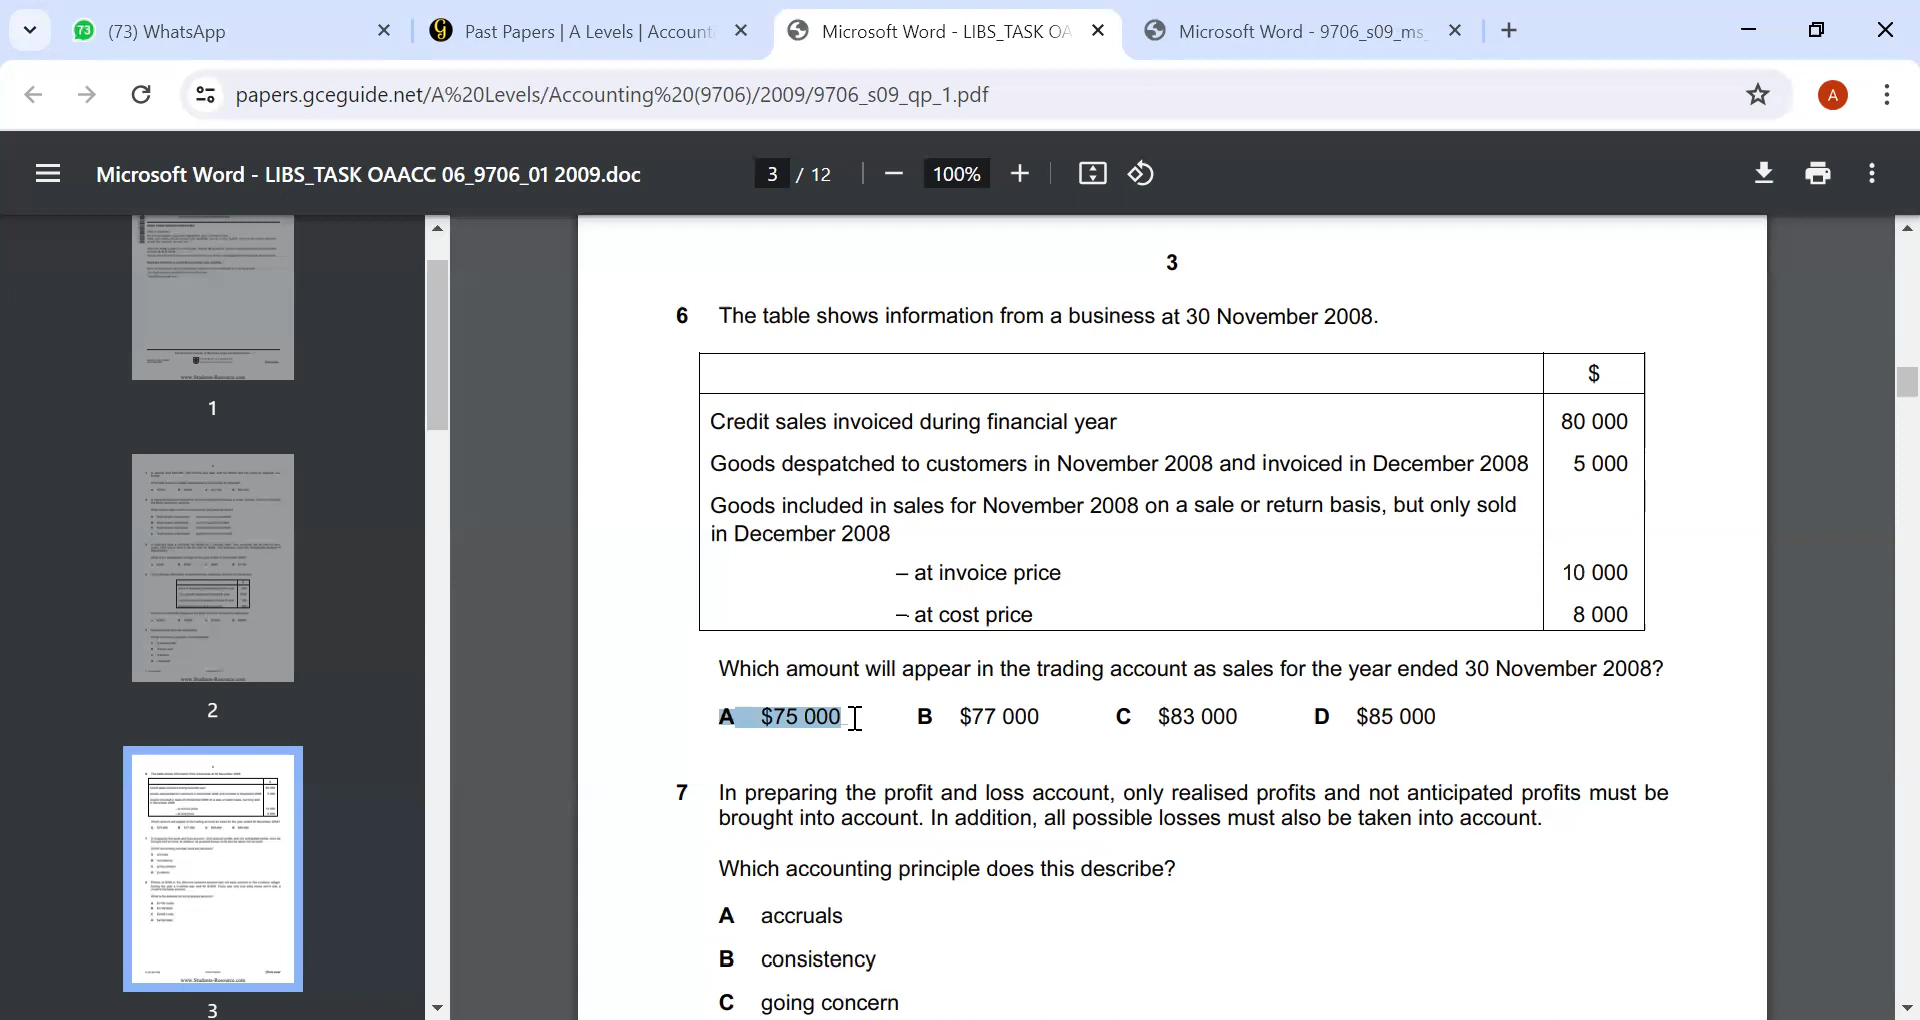 73 (73) WhatsApp
Past Papers | A Levels | Account
Microsoft Word - LIBS_TASK OA
Microsoft Word - 9706_s09_ms_
papers.gceguide.net/A%20Levels/Accounting%20(9706)/2009/9706_s09_qp_1.pdf
A
Microsoft Word - LIBS_TASK OAACC 06_9706_01 2009.doc
3 / 12
100%
1
2
3
3
6 The table shows information from a business at 30 November 2008.
$
Credit sales invoiced during financial year 80 000
Goods despatched to customers in November 2008 and invoiced in December 2008 5 000
Goods included in sales for November 2008 on a sale or return basis, but only sold
in December 2008
– at invoice price 10 000
– at cost price 8 000
Which amount will appear in the trading account as sales for the year ended 30 November 2008?
A $75 000 B $77 000 C $83 000 D $85 000
7 In preparing the profit and loss account, only realised profits and not anticipated profits must be
brought into account. In addition, all possible losses must also be taken into account.
Which accounting principle does this describe?
A accruals
B consistency
C going concern